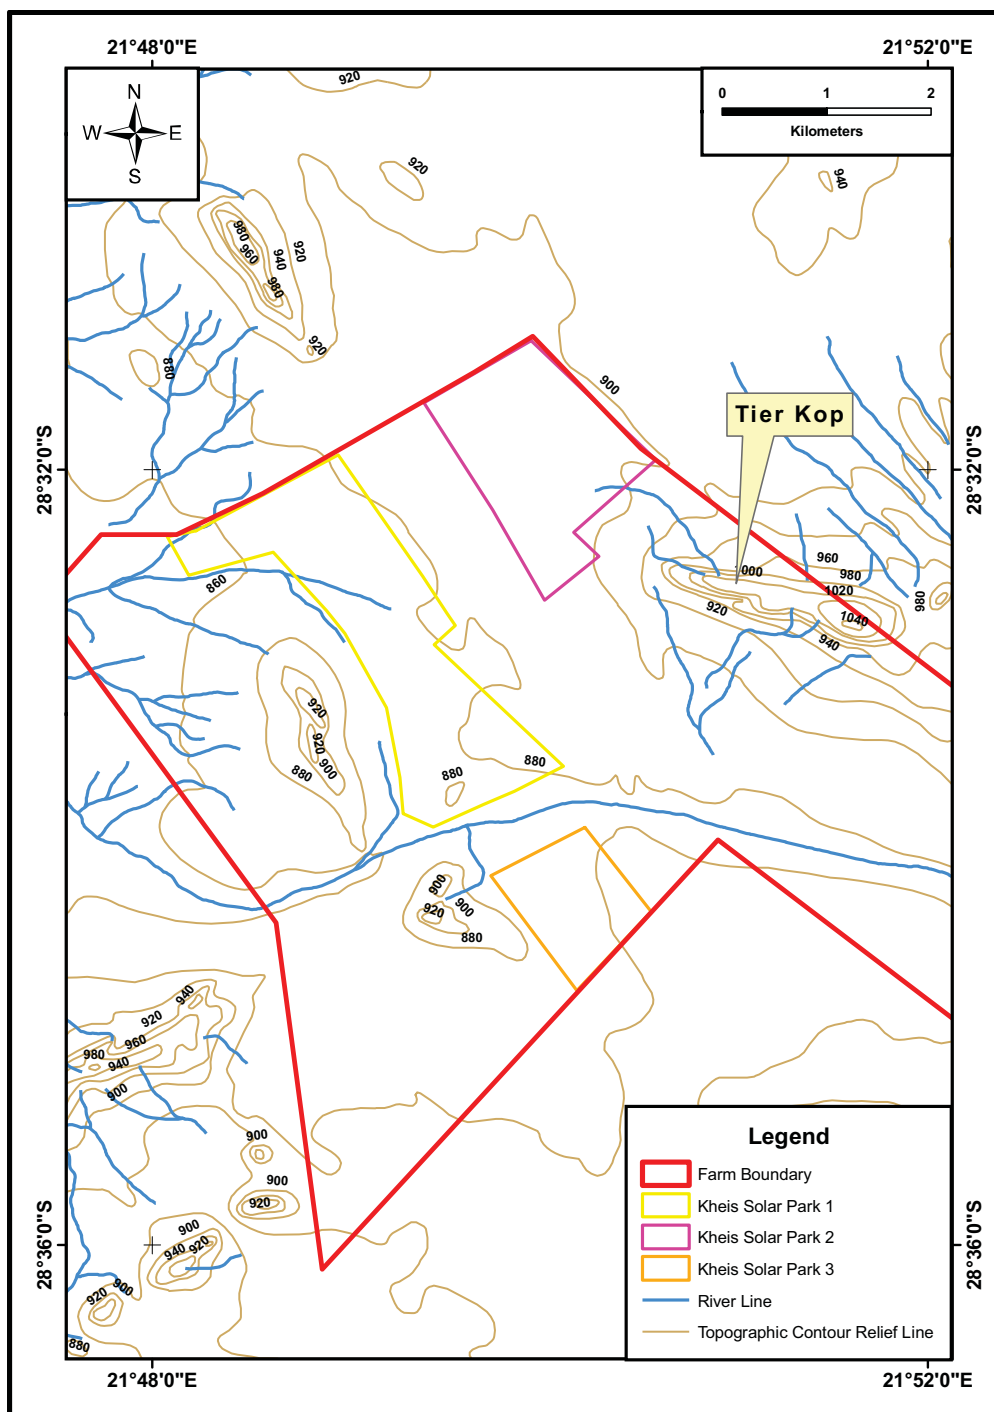 21°48'0"E
21°52'0"E
920
N
W E
S
0 1 2
Kilometers
920
940
980
960
920
940
980
920
880
900
Tier Kop
28°32'0"S
28°32'0"S
960
1000
980
1020
860
920
980
1040
940
920
920
900
880
880
880
900
900
920
880
940
920
960
980
940
900
900
900
920
900
920
940
900
920
880
Legend
Farm Boundary
Kheis Solar Park 1
Kheis Solar Park 2
Kheis Solar Park 3
River Line
Topographic Contour Relief Line
28°36'0"S
28°36'0"S
21°48'0"E
21°52'0"E